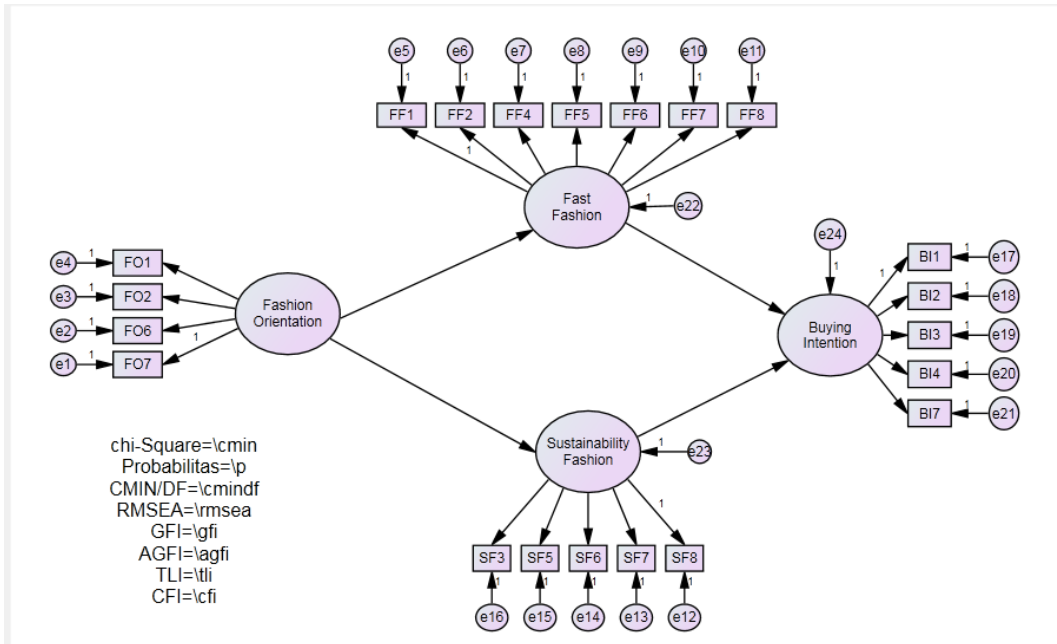 e5 e6 e7 e8 e9 e10 e11
1 1 1 1 1 1 1
FF1 FF2 FF4 FF5 FF6 FF7 FF8
1
Fast
Fashion
1 e22
e24
1
e4 1 FO1
e3 1 FO2
e2 1 FO6
e1 1 FO7
1
Fashion
Orientation
Buying
Intention
1
BI1 1 e17
BI2 1 e18
BI3 1 e19
BI4 1 e20
BI7 1 e21
Sustainability
Fashion
1 e23
1
SF3 SF5 SF6 SF7 SF8
1 1 1 1 1
e16 e15 e14 e13 e12
chi-Square=\cmin
Probabilitas=\p
CMIN/DF=\cmindf
RMSEA=\rmsea
GFI=\gfi
AGFI=\agfi
TLI=\tli
CFI=\cfi